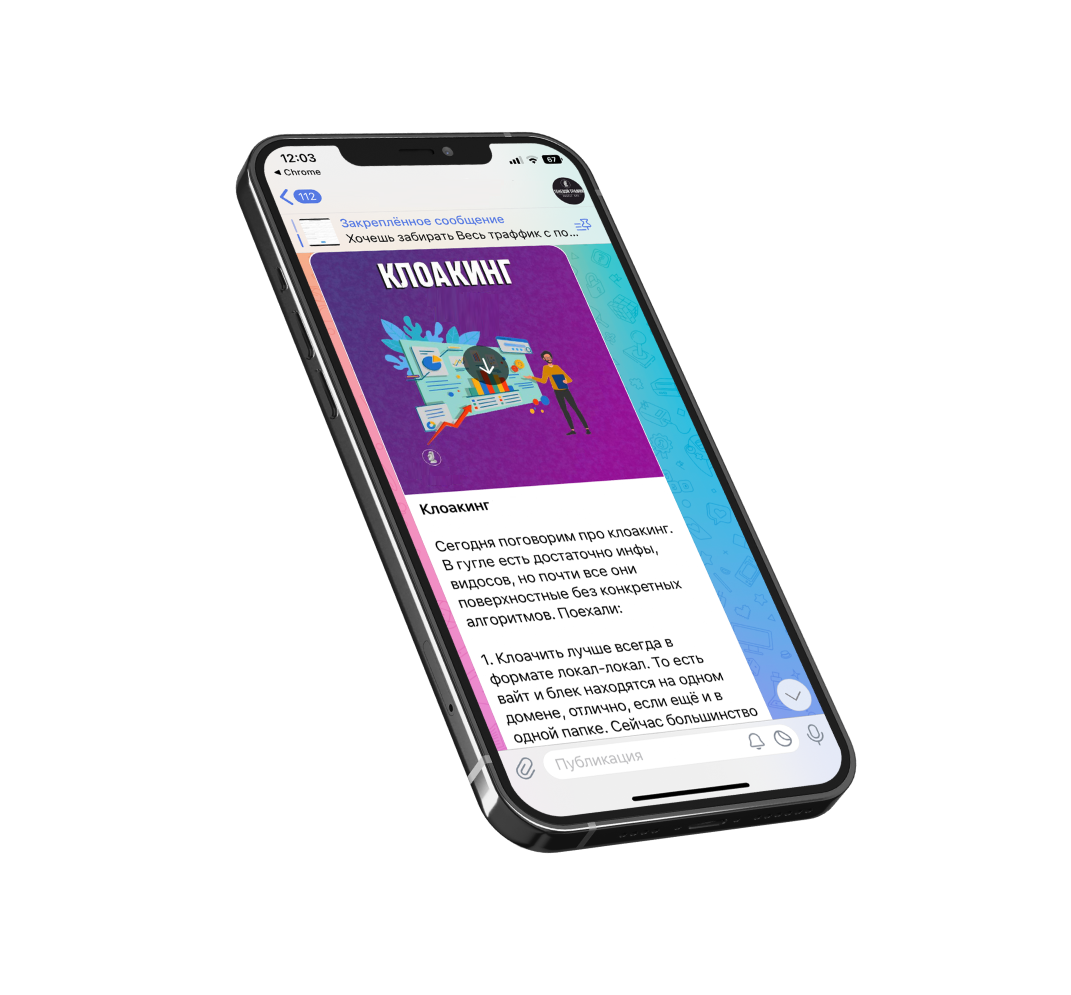 12:03
67
Chrome
112
Закреплённое сообщение
Хочешь забирать Весь траффик с по...
КЛОАКИНГ
Клоакинг
Сегодня поговорим про клоакинг.
В гугле есть достаточно инфы,
видосов, но почти все они
поверхностные без конкретных
алгоритмов. Поехали:
1. Клоачить лучше всегда в
формате локал-локал. То есть
вайт и блек находятся на одном
домене, отлично, если ещё и в
одной папке. Сейчас большинство
Публикация